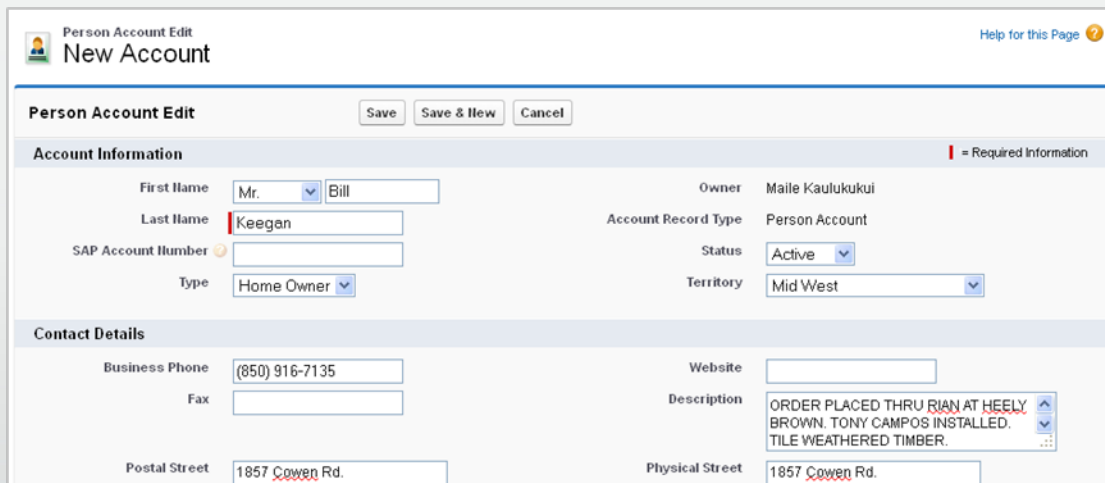 Person Account Edit
New Account
Help for this Page
Person Account Edit
Save
Save & New
Cancel
Account Information
= Required Information
First Name
Mr.
Bill
Owner
Maile Kaulukukui
Last Name
Keegan
Account Record Type
Person Account
SAP Account Number
Status
Active
Type
Home Owner
Territory
Mid West
Contact Details
Business Phone
(850) 916-7135
Website
Fax
Description
ORDER PLACED THRU RIAN AT HEELY
BROWN. TONY CAMPOS INSTALLED.
TILE WEATHERED TIMBER.
Postal Street
1857 Cowen Rd.
Physical Street
1857 Cowen Rd.